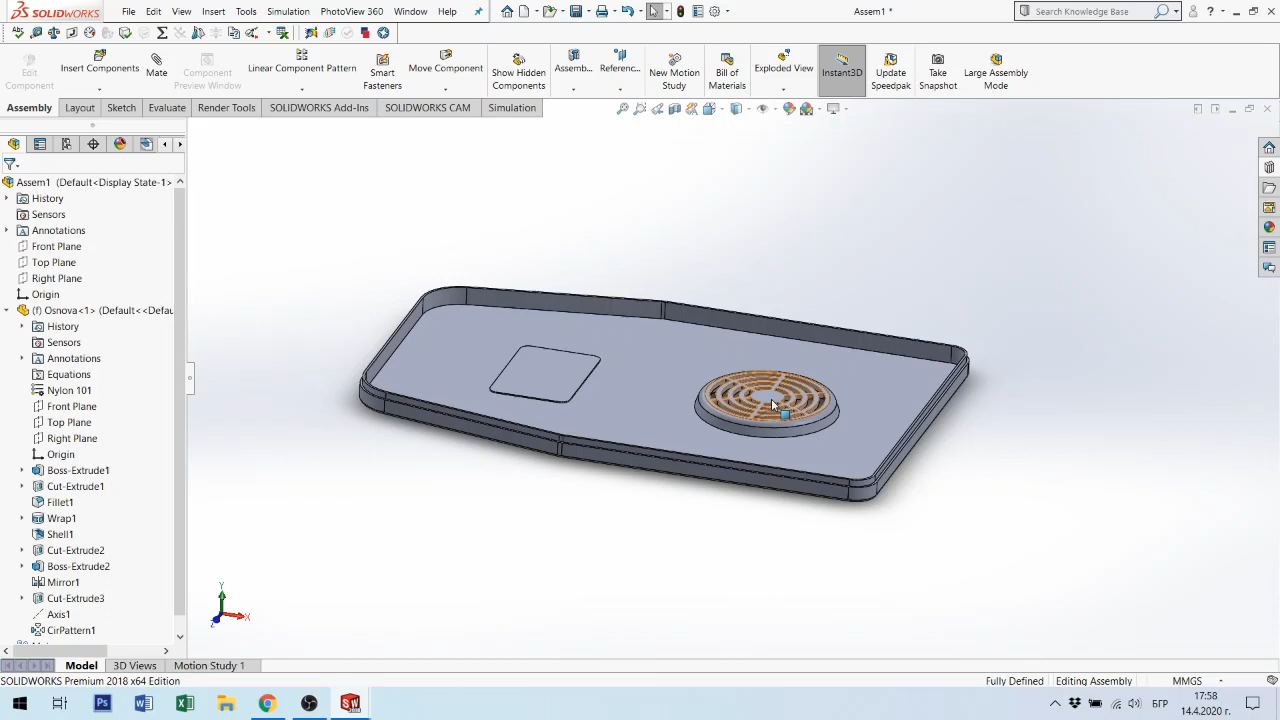 SOLIDWORKS File Edit View Insert Tools Simulation PhotoView 360 Window Help Assem1 * Search Knowledge Base
Edit Component
Insert Components
Mate
Component Preview Window
Linear Component Pattern
Smart Fasteners
Move Component
Show Hidden Components
Assemb...
Referenc...
New Motion Study
Bill of Materials
Exploded View
Instant3D
Update Speedpak
Take Snapshot
Large Assembly Mode
Assembly Layout Sketch Evaluate Render Tools SOLIDWORKS Add-Ins SOLIDWORKS CAM Simulation
Assem1 (Default<Display State-1>
History
Sensors
Annotations
Front Plane
Top Plane
Right Plane
Origin
(f) Osnova<1> (Default<<Defau
History
Sensors
Annotations
Equations
Nylon 101
Front Plane
Top Plane
Right Plane
Origin
Boss-Extrude1
Cut-Extrude1
Fillet1
Wrap1
Shell1
Cut-Extrude2
Boss-Extrude2
Mirror1
Cut-Extrude3
Axis1
CirPattern1
Y
X
Z
Model 3D Views Motion Study 1
SOLIDWORKS Premium 2018 x64 Edition Fully Defined Editing Assembly MMGS
БГР 17:58
14.4.2020 г.